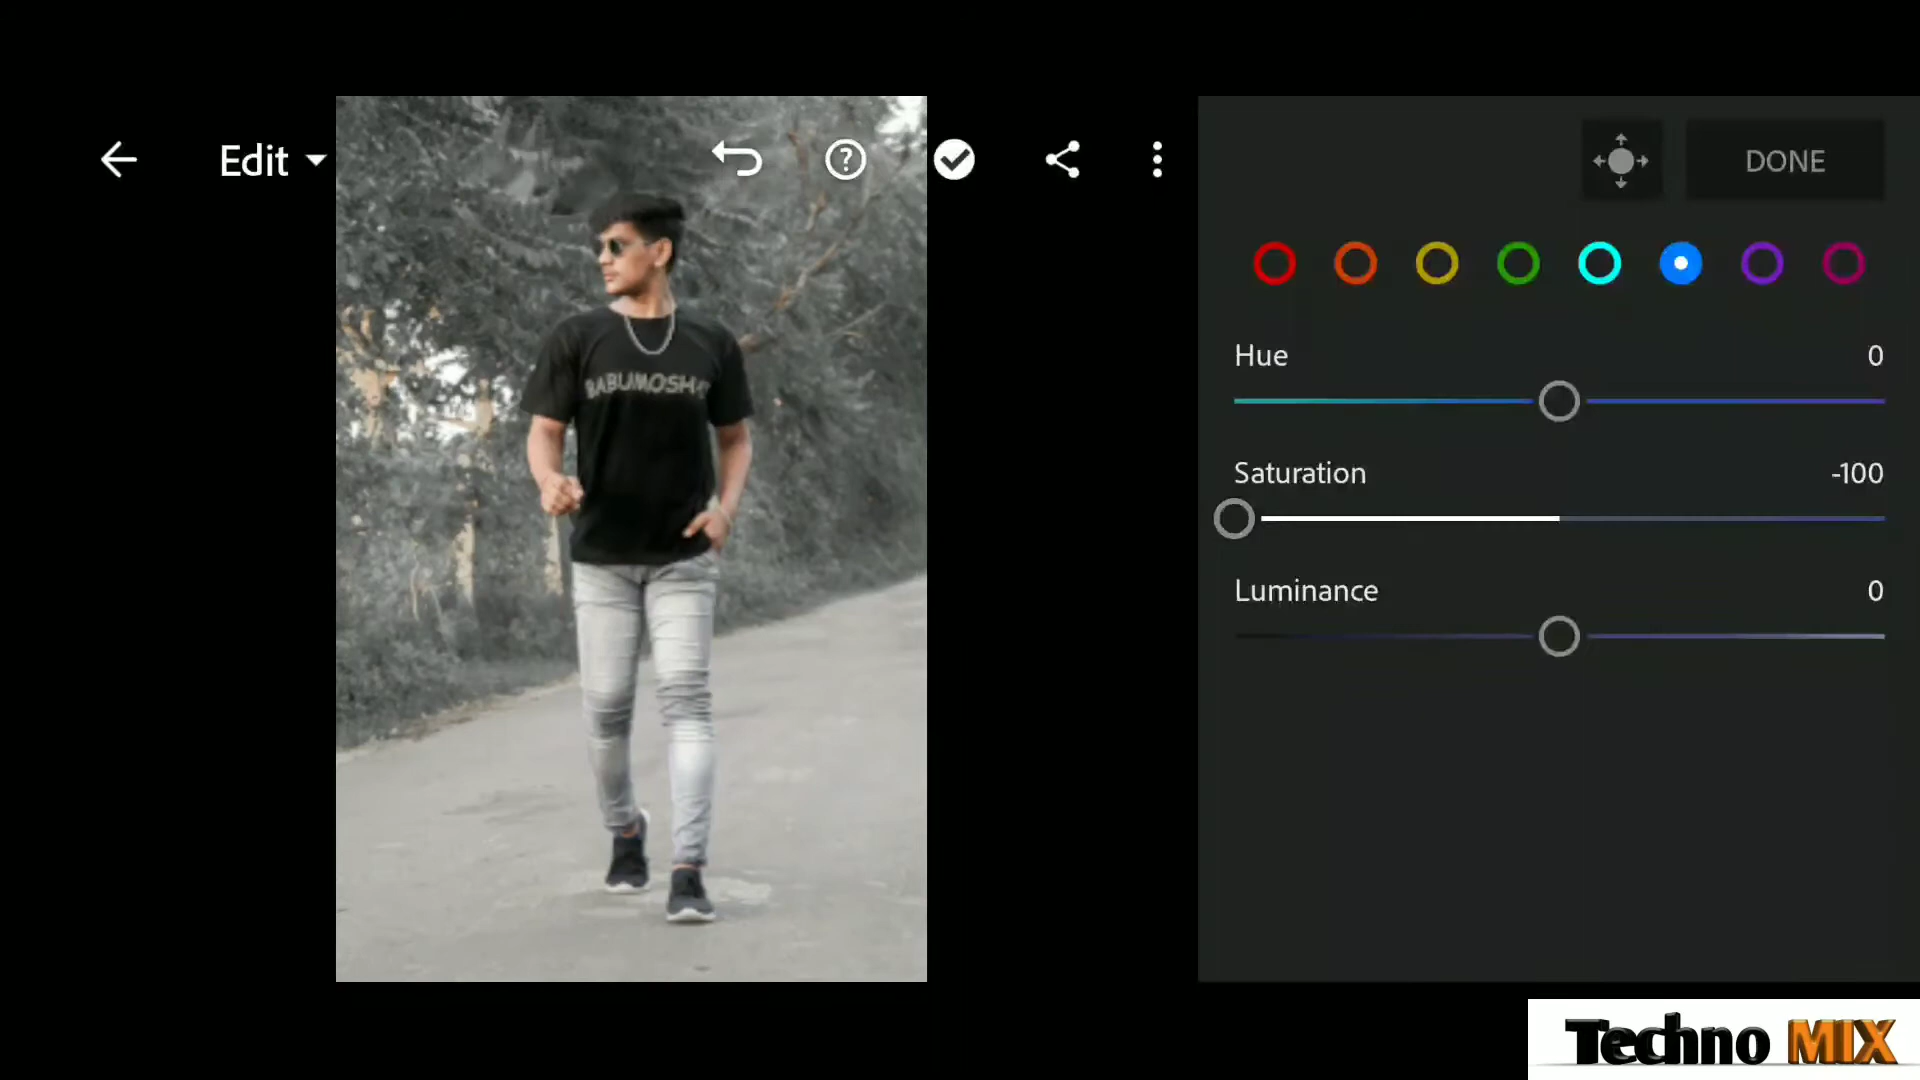 Edit
DONE
Hue 0
Saturation -100
Luminance 0
Techno MIX